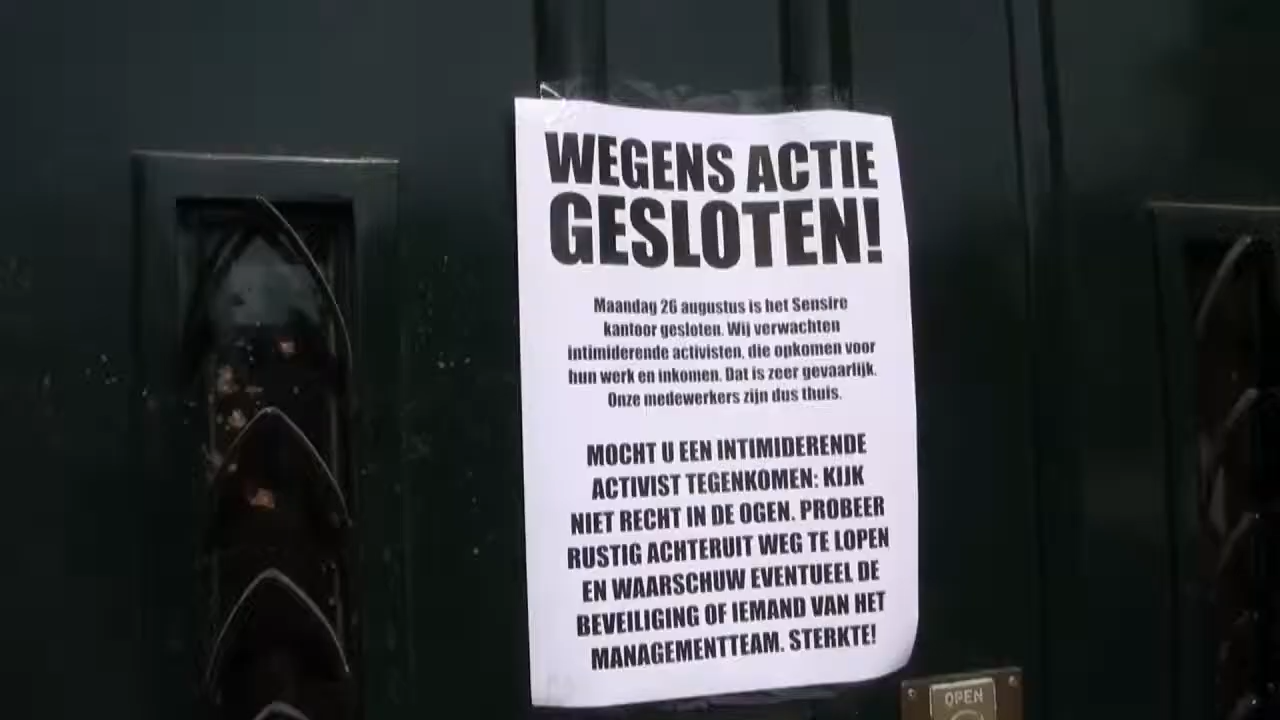 WEGENS ACTIE
GESLOTEN!
Maandag 26 augustus is het Sensire
kantoor gesloten. Wij verwachten
intimiderende activisten, die opkomen voor
hun werk en inkomen. Dat is zeer gevaarlijk.
Onze medewerkers zijn dus thuis.
MOCHT U EEN INTIMIDERENDE
ACTIVIST TEGENKOMEN: KIJK
NIET RECHT IN DE OGEN. PROBEER
RUSTIG ACHTERUIT WEG TE LOPEN
EN WAARSCHUW EVENTUEEL DE
BEVEILIGING OF IEMAND VAN HET
MANAGEMENTTEAM. STERKTE!
OPEN